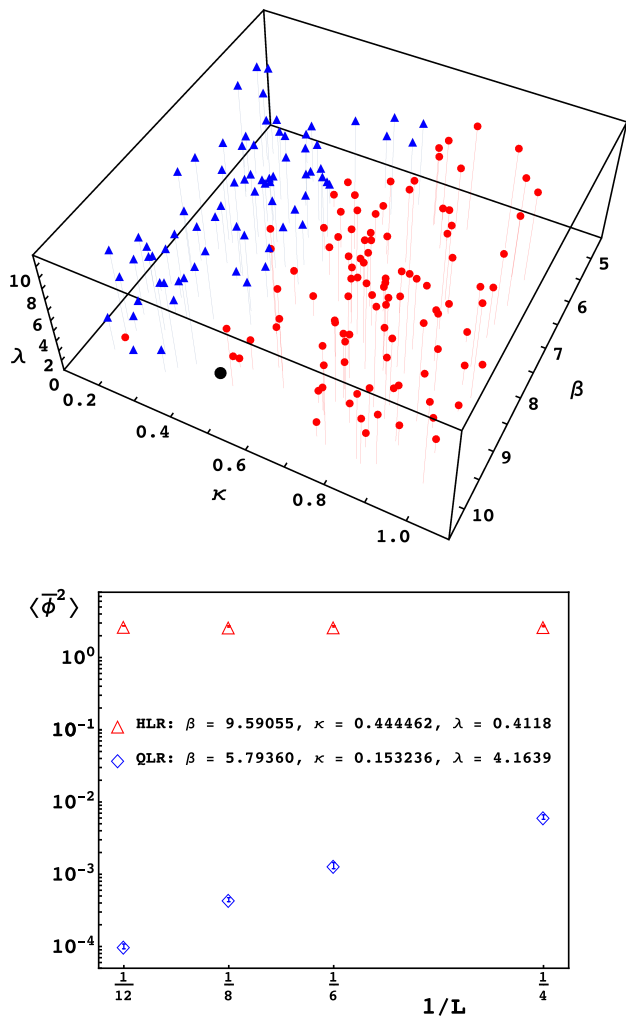 10
8
6
4
2
0
λ
0.2
0.4
0.6
0.8
1.0
κ
5
6
7
8
9
10
β
⟨ϕ̅²⟩
10⁰
10⁻¹
10⁻²
10⁻³
10⁻⁴
HLR: β = 9.59055, κ = 0.444462, λ = 0.4118
QLR: β = 5.79360, κ = 0.153236, λ = 4.1639
1/12 1/8 1/6 1/4
1/L